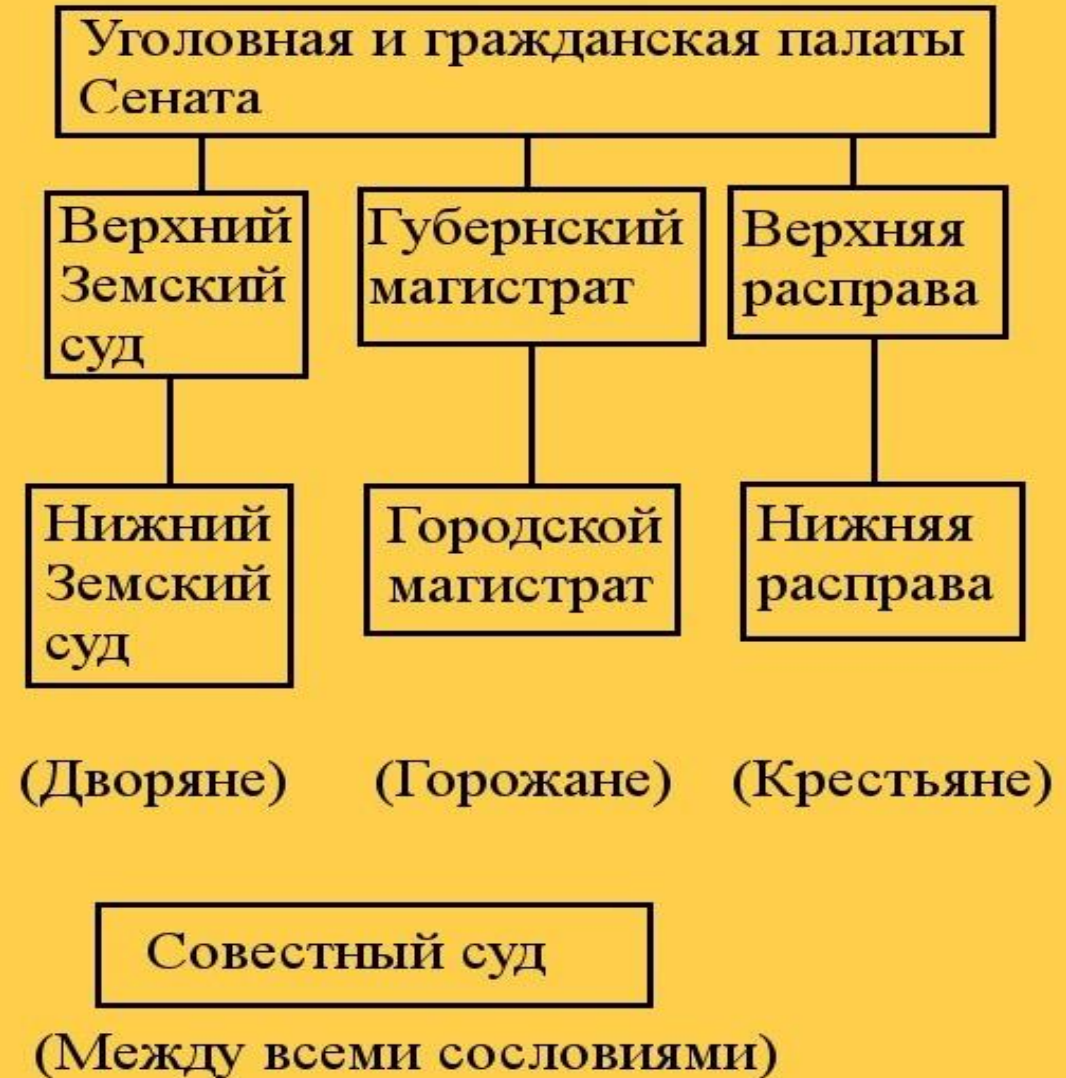 Уголовная и гражданская палаты
Сената
Верхний
Земский
суд
Губернский
магистрат
Верхняя
расправа
Нижний
Земский
суд
Городской
магистрат
Нижняя
расправа
(Дворяне)
(Горожане)
(Крестьяне)
Совестный суд
(Между всеми сословиями)